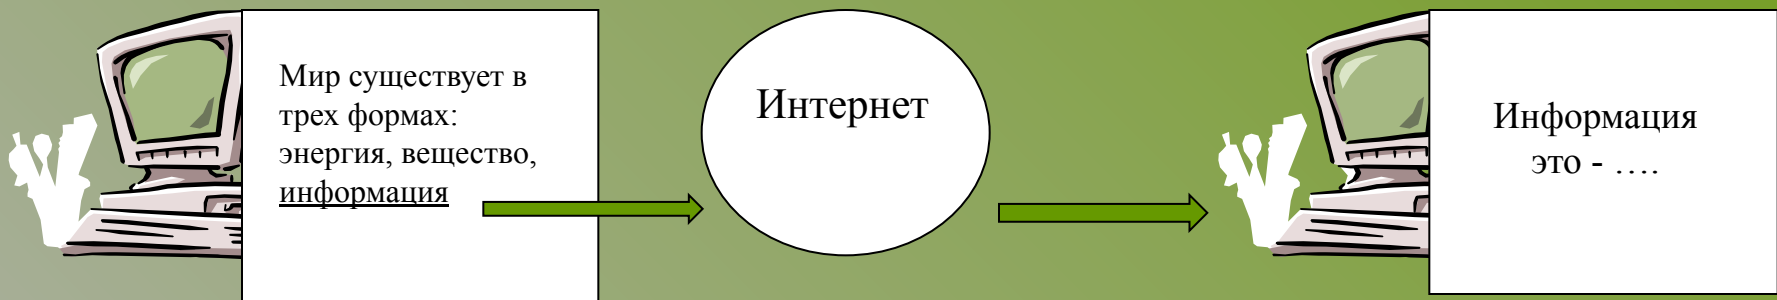 Мир существует в
трех формах:
энергия, вещество,
информация
Интернет
Информация
это - ….